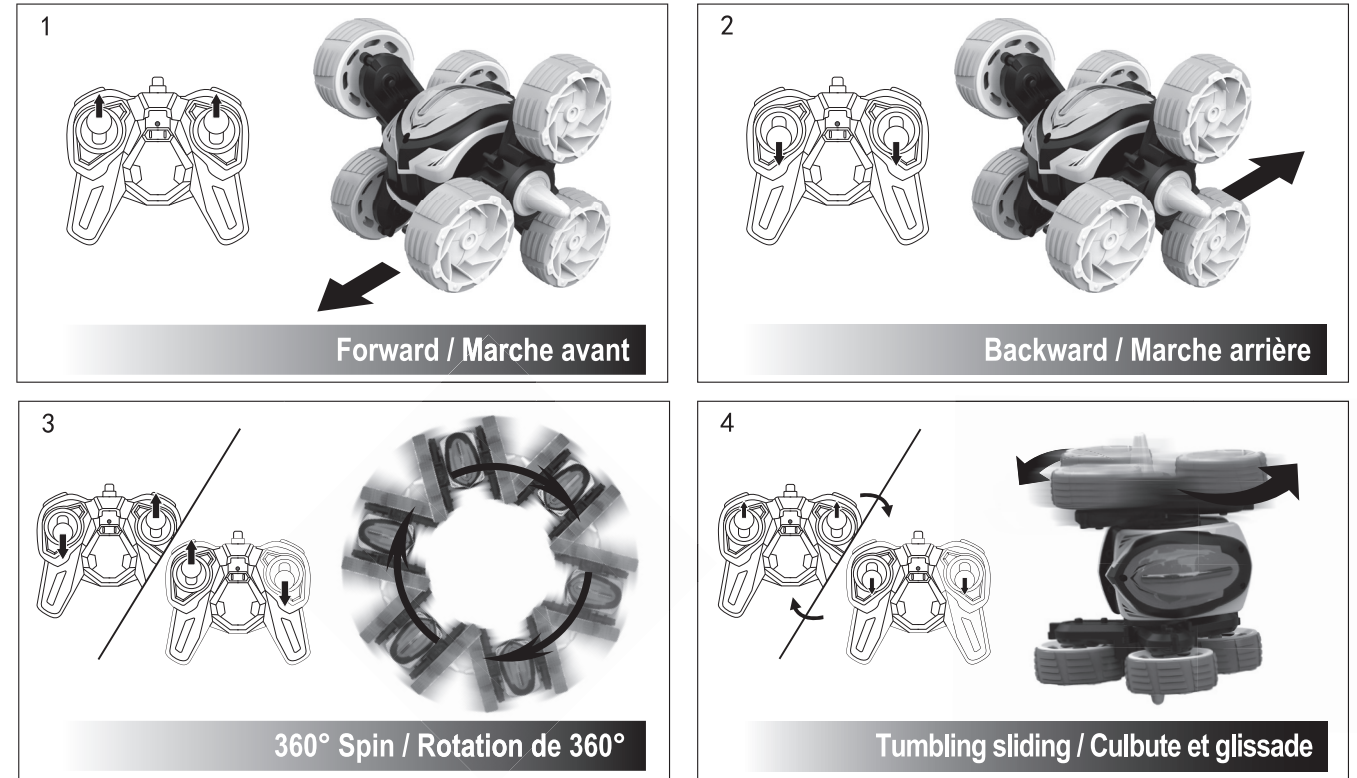 1
Forward / Marche avant
2
Backward / Marche arrière
3
360° Spin / Rotation de 360°
4
Tumbling sliding / Culbute et glissade